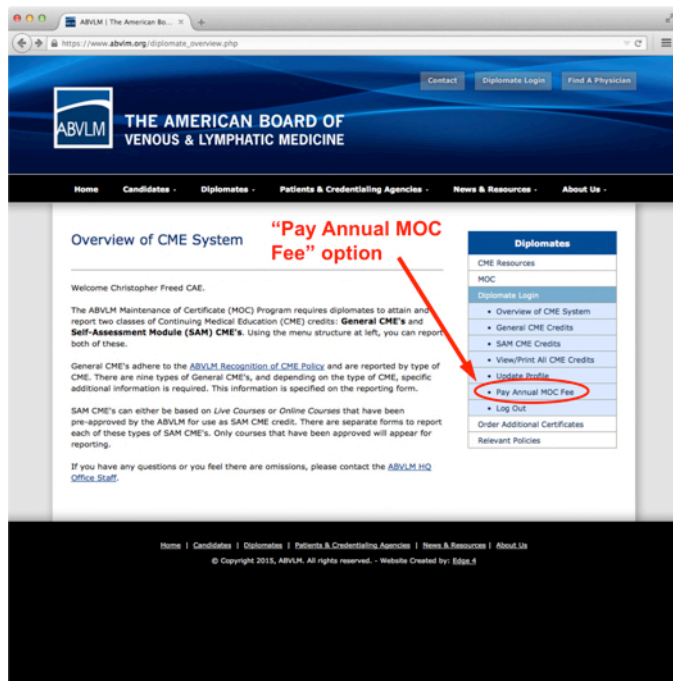 ABVLM | The American Bo...
https://www.abvlm.org/diplomate_overview.php
Contact
Diplomate Login
Find A Physician
ABVLM
THE AMERICAN BOARD OF
VENOUS & LYMPHATIC MEDICINE
Home
Candidates -
Diplomates -
Patients & Credentialing Agencies -
News & Resources -
About Us -
Overview of CME System
“Pay Annual MOC
Fee” option
Welcome Christopher Freed CAE.
The ABVLM Maintenance of Certificate (MOC) Program requires diplomates to attain and
report two classes of Continuing Medical Education (CME) credits: General CME's and
Self-Assessment Module (SAM) CME's. Using the menu structure at left, you can report
both of these.
General CME's adhere to the ABVLM Recognition of CME Policy and are reported by type of
CME. There are nine types of General CME's, and depending on the type of CME, specific
additional information is required. This information is specified on the reporting form.
SAM CME's can either be based on Live Courses or Online Courses that have been
pre-approved by the ABVLM for use as SAM CME credit. There are separate forms to report
each of these types of SAM CME's. Only courses that have been approved will appear for
reporting.
If you have any questions or you feel there are omissions, please contact the ABVLM HQ
Office Staff.
Diplomates
CME Resources
MOC
Diplomate Login
• Overview of CME System
• General CME Credits
• SAM CME Credits
• View/Print All CME Credits
• Update Profile
• Pay Annual MOC Fee
• Log Out
Order Additional Certificates
Relevant Policies
Home | Candidates | Diplomates | Patients & Credentialing Agencies | News & Resources | About Us
© Copyright 2015, ABVLM. All rights reserved. - Website Created by: Edge 4